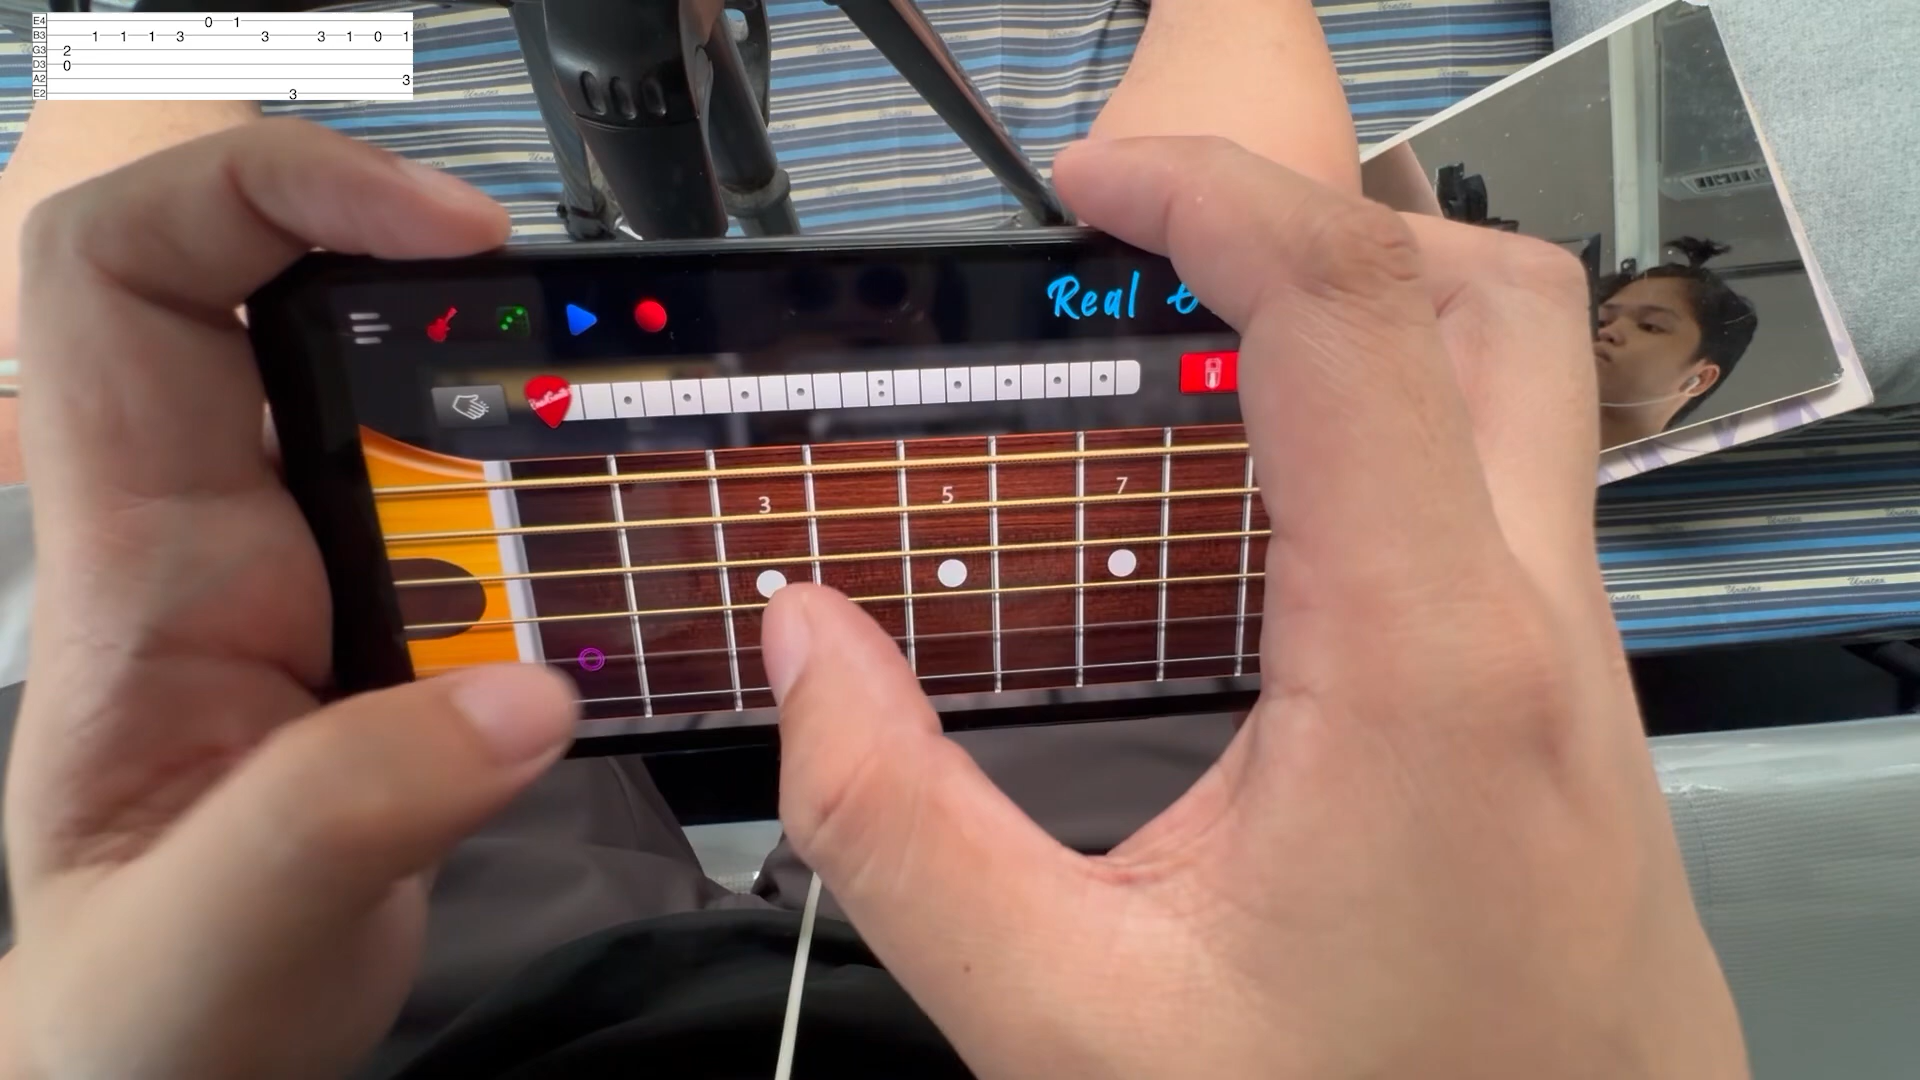 E4 0 1
B3 1 1 1 3 3 3 1 0 1
G3 2
D3 0
A2 3
E2 3
Real
3 5 7
Uratex